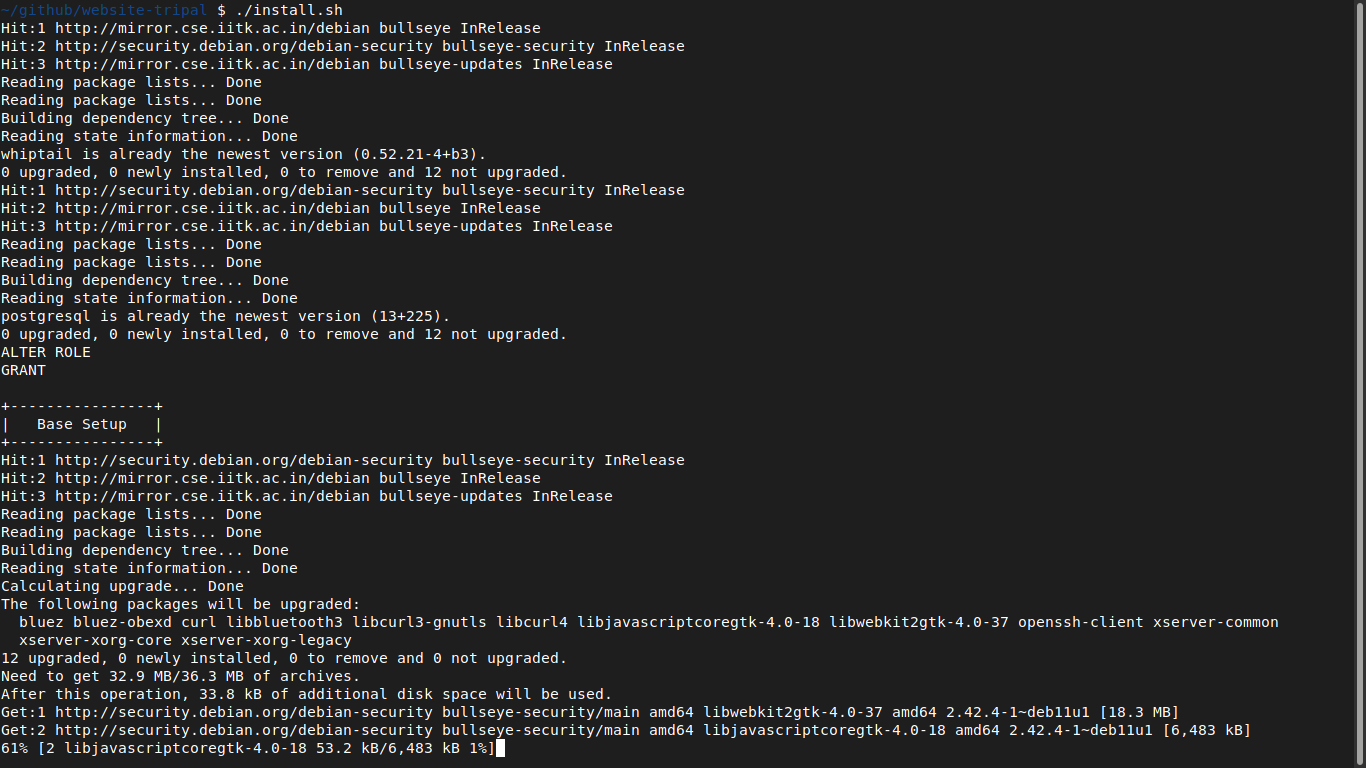 ~/github/website-tripal $ ./install.sh
Hit:1 http://mirror.cse.iitk.ac.in/debian bullseye InRelease
Hit:2 http://security.debian.org/debian-security bullseye-security InRelease
Hit:3 http://mirror.cse.iitk.ac.in/debian bullseye-updates InRelease
Reading package lists... Done
Reading package lists... Done
Building dependency tree... Done
Reading state information... Done
whiptail is already the newest version (0.52.21-4+b3).
0 upgraded, 0 newly installed, 0 to remove and 12 not upgraded.
Hit:1 http://security.debian.org/debian-security bullseye-security InRelease
Hit:2 http://mirror.cse.iitk.ac.in/debian bullseye InRelease
Hit:3 http://mirror.cse.iitk.ac.in/debian bullseye-updates InRelease
Reading package lists... Done
Reading package lists... Done
Building dependency tree... Done
Reading state information... Done
postgresql is already the newest version (13+225).
0 upgraded, 0 newly installed, 0 to remove and 12 not upgraded.
ALTER ROLE
GRANT

+----------------+
|   Base Setup   |
+----------------+
Hit:1 http://security.debian.org/debian-security bullseye-security InRelease
Hit:2 http://mirror.cse.iitk.ac.in/debian bullseye InRelease
Hit:3 http://mirror.cse.iitk.ac.in/debian bullseye-updates InRelease
Reading package lists... Done
Reading package lists... Done
Building dependency tree... Done
Reading state information... Done
Calculating upgrade... Done
The following packages will be upgraded:
  bluez bluez-obexd curl libbluetooth3 libcurl3-gnutls libcurl4 libjavascriptcoregtk-4.0-18 libwebkit2gtk-4.0-37 openssh-client xserver-common
  xserver-xorg-core xserver-xorg-legacy
12 upgraded, 0 newly installed, 0 to remove and 0 not upgraded.
Need to get 32.9 MB/36.3 MB of archives.
After this operation, 33.8 kB of additional disk space will be used.
Get:1 http://security.debian.org/debian-security bullseye-security/main amd64 libwebkit2gtk-4.0-37 amd64 2.42.4-1~deb11u1 [18.3 MB]
Get:2 http://security.debian.org/debian-security bullseye-security/main amd64 libjavascriptcoregtk-4.0-18 amd64 2.42.4-1~deb11u1 [6,483 kB]
61% [2 libjavascriptcoregtk-4.0-18 53.2 kB/6,483 kB 1%]